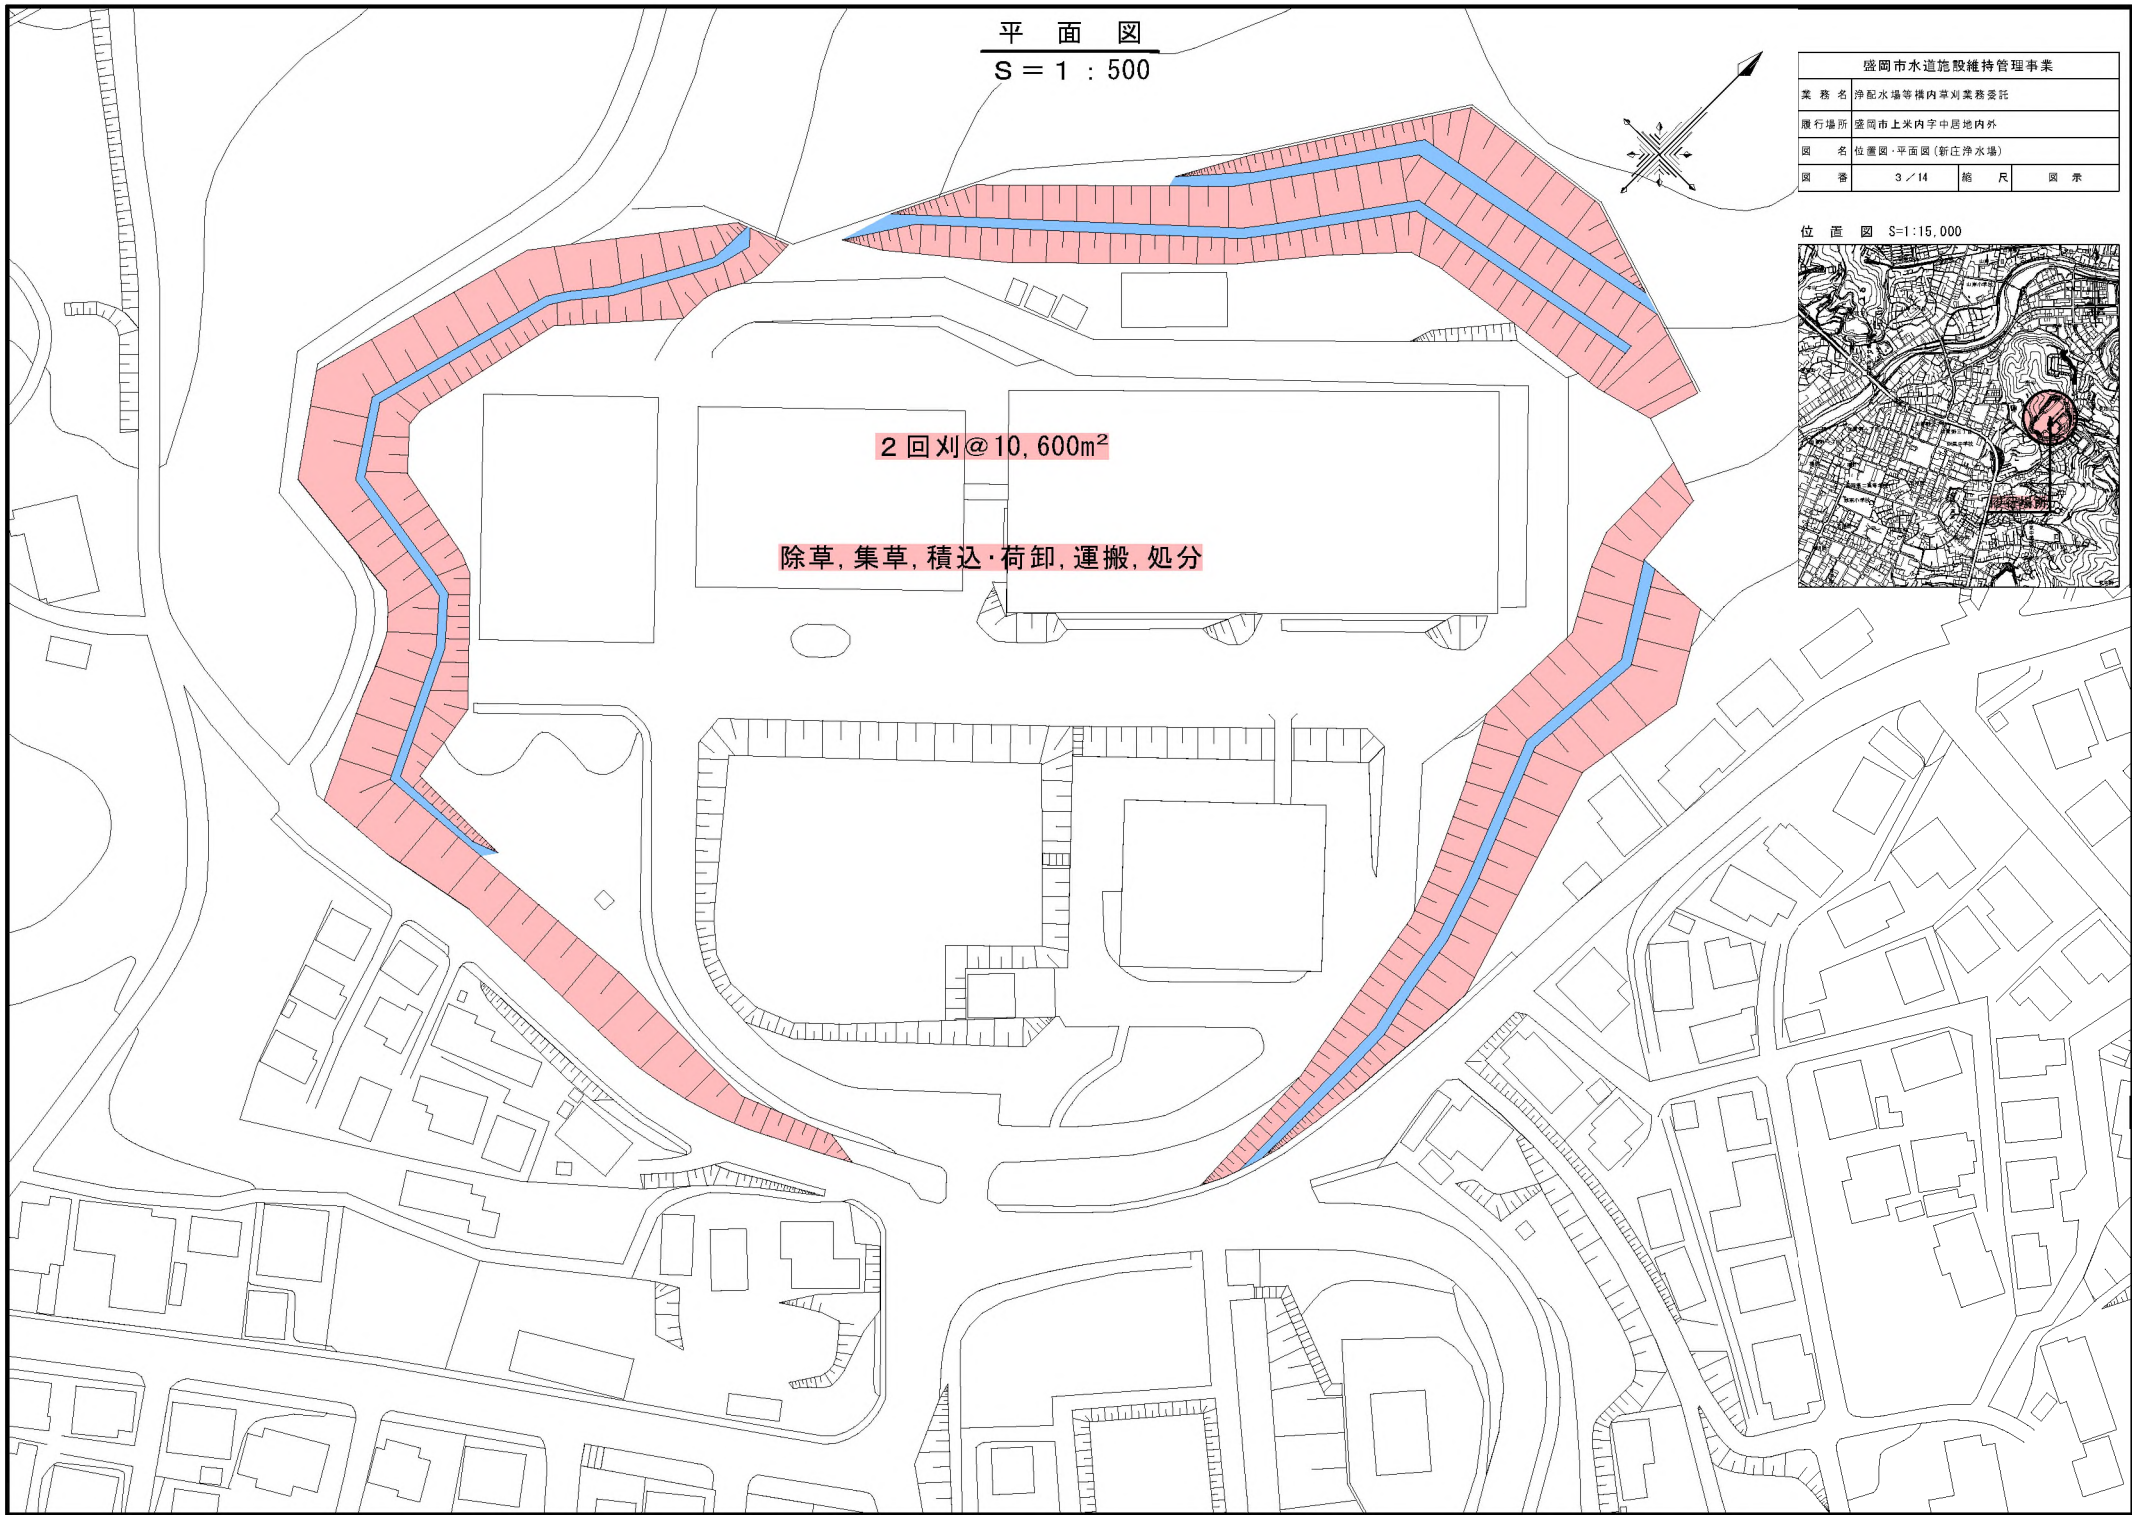 平面図
S=1:500
盛岡市水道施設維持管理事業
業務名 浄配水場等構内草刈業務委託
履行場所 盛岡市上米内字中居地内外
図名 位置図・平面図(新庄浄水場)
図番 3/14 縮尺 図示
位置図 S=1:15,000
2回刈@10,600m²
除草,集草,積込・荷卸,運搬,処分